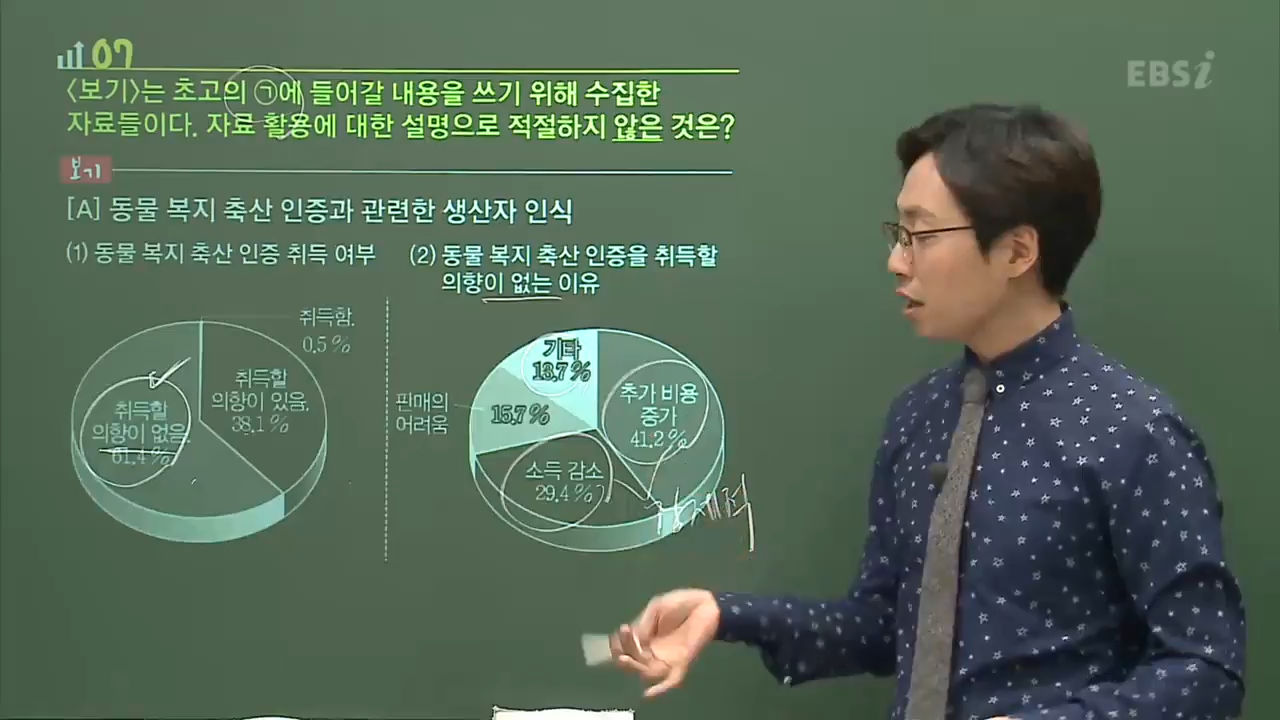 07
EBSi
<보기>는 초고의 ㉠에 들어갈 내용을 쓰기 위해 수집한
자료들이다. 자료 활용에 대한 설명으로 적절하지 않은 것은?
보기
[A] 동물 복지 축산 인증과 관련한 생산자 인식
(1) 동물 복지 축산 인증 취득 여부
(2) 동물 복지 축산 인증을 취득할
의향이 없는 이유
취득함.
0.5%
취득할
의향이 있음.
38.1%
취득할
의향이 없음.
61.4%
기타
13.7%
추가 비용
증가
41.2%
판매의
어려움
15.7%
소득 감소
29.4%